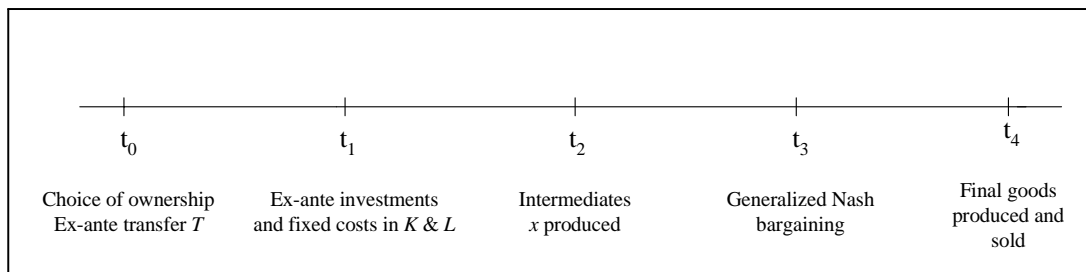 t0
t1
t2
t3
t4
Choice of ownership
Ex-ante transfer T
Ex-ante investments
and fixed costs in K & L
Intermediates
x produced
Generalized Nash
bargaining
Final goods
produced and
sold